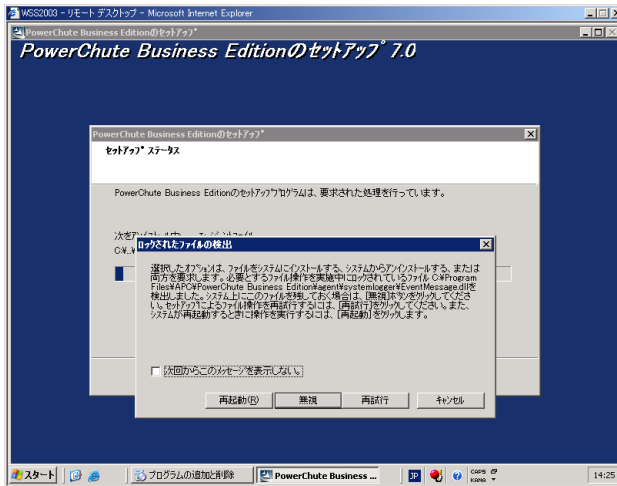 WSS2003 - リモート デスクトップ - Microsoft Internet Explorer
PowerChute Business Editionのセットアップ
PowerChute Business Editionのセットアップ 7.0
PowerChute Business Editionのセットアップ
セットアップ ステータス
PowerChute Business Editionのセットアップ プログラムは、要求された処理を行っています。
ロックされたファイルの検出
選択したオプションは、ファイルをシステムにインストールする、システムからアンインストールする、または
両方を要求します。必要とするファイル操作を実施中にロックされているファイル C:¥Program
Files¥APC¥PowerChute Business Edition¥agent¥systemlogger¥EventMessage.dllを
検出しました。システム上にこのファイルを残しておく場合は、[無視]ボタンをクリックしてくださ
い。セットアップによるファイル操作を再試行するには、[再試行]をクリックしてください。また、
システムが再起動するときに操作を実行するには、[再起動]をクリックします。
次回からこのメッセージを表示しない。
再起動(R) 無視 再試行 キャンセル
スタート プログラムの追加と削除 PowerChute Business ... JP CAPS KANA 14:25